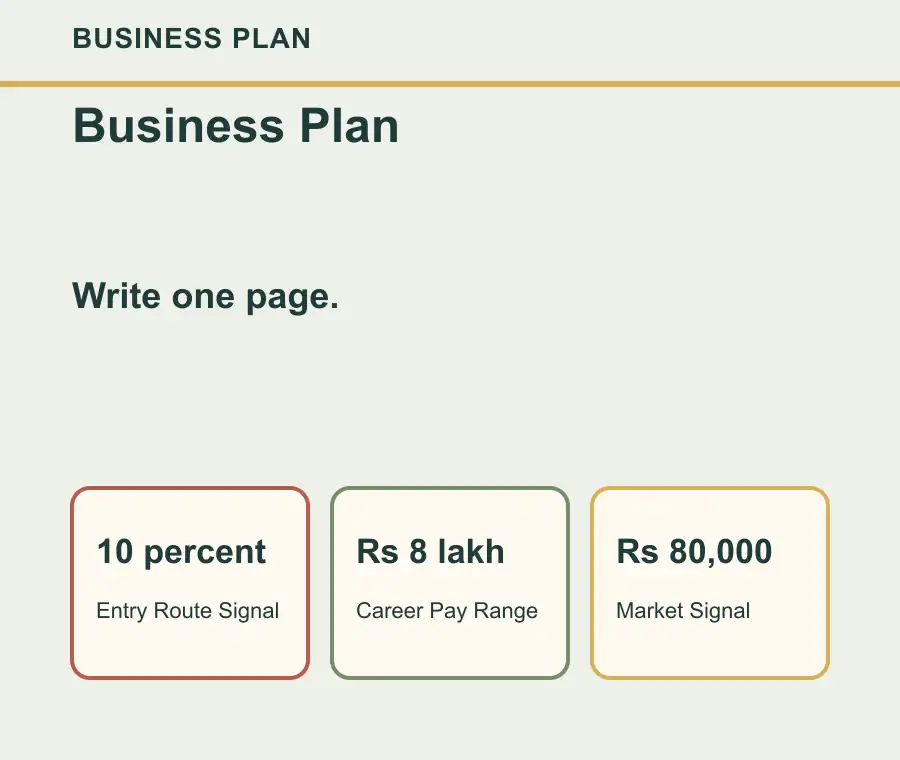 BUSINESS PLAN
Business Plan
Write one page.
10 percent
Entry Route Signal
Rs 8 lakh
Career Pay Range
Rs 80,000
Market Signal